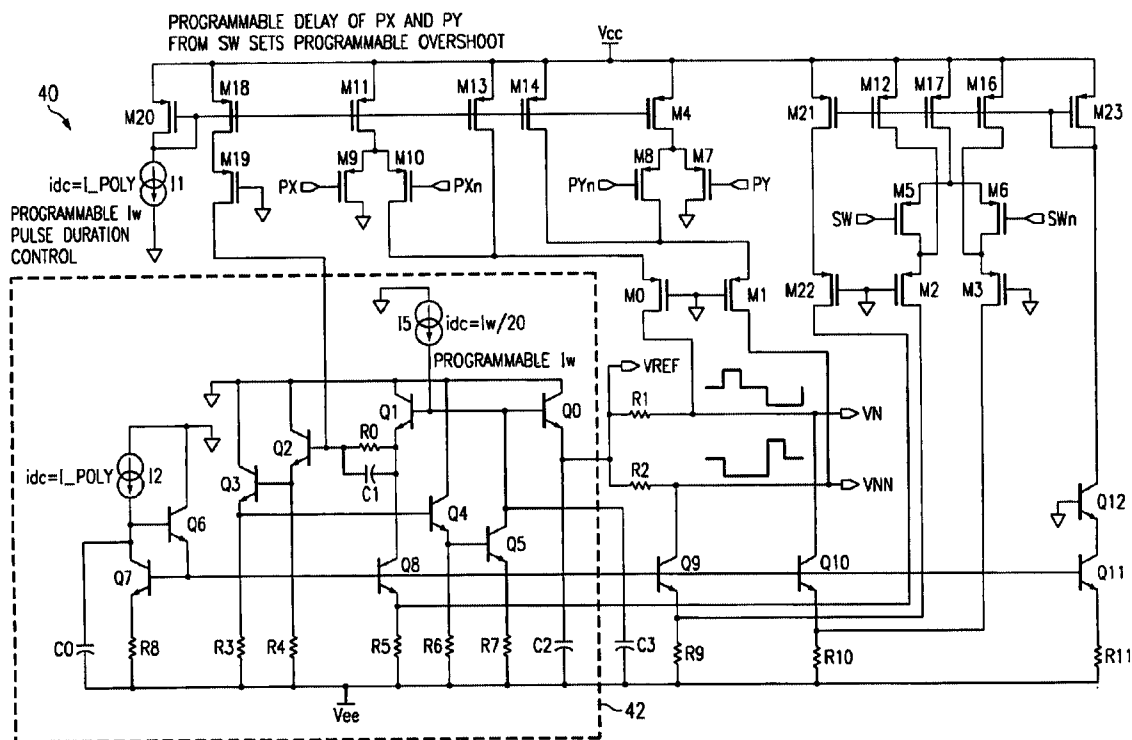 PROGRAMMABLE DELAY OF PX AND PY
FROM SW SETS PROGRAMMABLE OVERSHOOT
Vcc
40
M20
M18
M11
M13
M14
M4
M21
M12
M17
M16
M23
M19
M9
M10
M8
M7
M5
M6
idc=I_POLY
I1
PX
PXn
PYn
PY
SW
SWn
PROGRAMMABLE Iw
PULSE DURATION
CONTROL
M0
M1
M22
M2
M3
I5
idc=Iw/20
PROGRAMMABLE Iw
VREF
Q1
Q0
R1
VN
Q2
R0
C1
R2
VNN
idc=I_POLY
I2
Q3
Q6
Q4
Q5
Q12
Q7
Q8
Q9
Q10
Q11
C0
R8
R3
R4
R5
R6
R7
C2
C3
R9
R10
R11
Vee
42